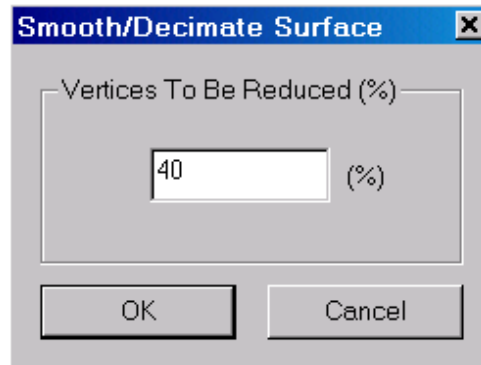 Smooth/Decimate Surface
Vertices To Be Reduced (%)
40 (%)
OK Cancel